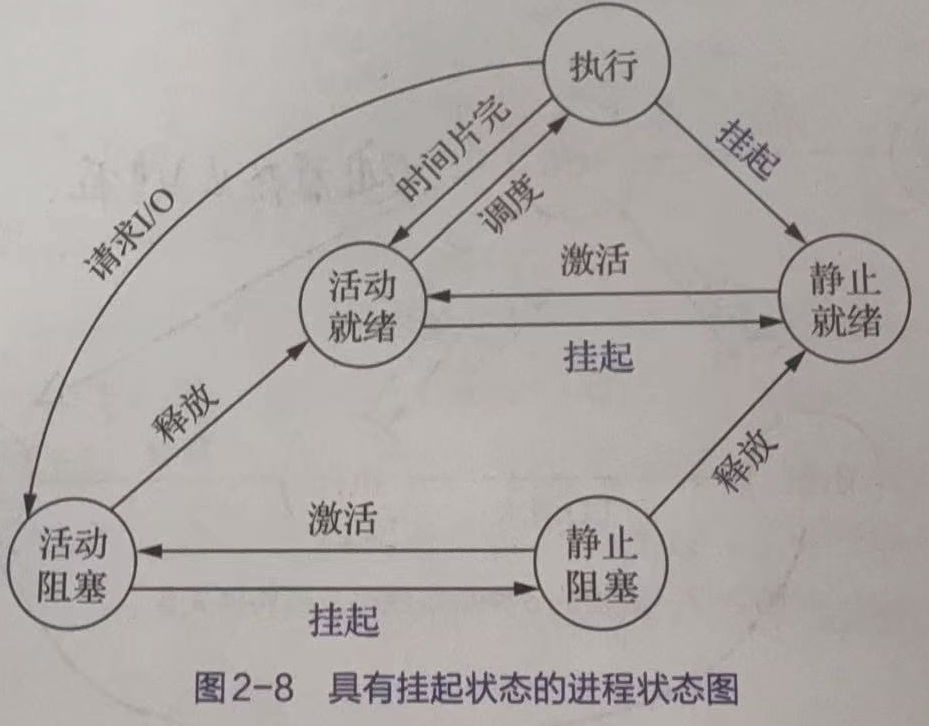 执行
时间片完
挂起
请求I/O
调度
激活
活动
就绪
静止
就绪
挂起
释放
释放
激活
活动
阻塞
静止
阻塞
挂起
图2-8 具有挂起状态的进程状态图